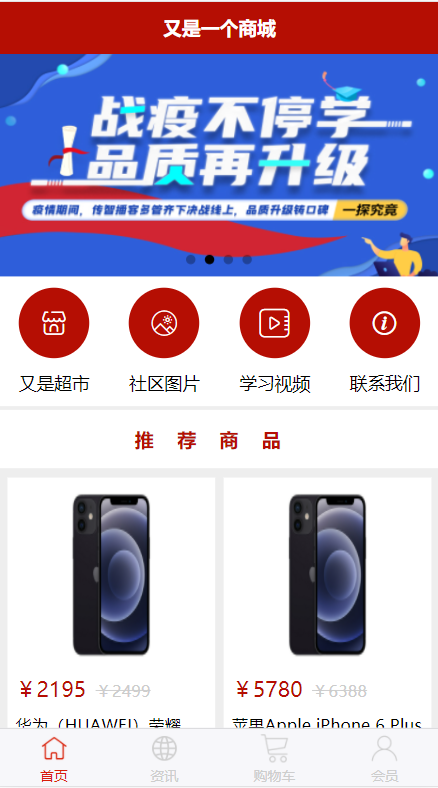 又是一个商城
战疫不停学
品质再升级
疫情期间，传智播客多管齐下决战线上，品质升级铸口碑 一探究竟
又是超市 社区图片 学习视频 联系我们
推荐商品
￥2195 ￥2499 ￥5780 ￥6388
华为（HUAWEI）荣耀 苹果Apple iPhone 6 Plus
首页 资讯 购物车 会员